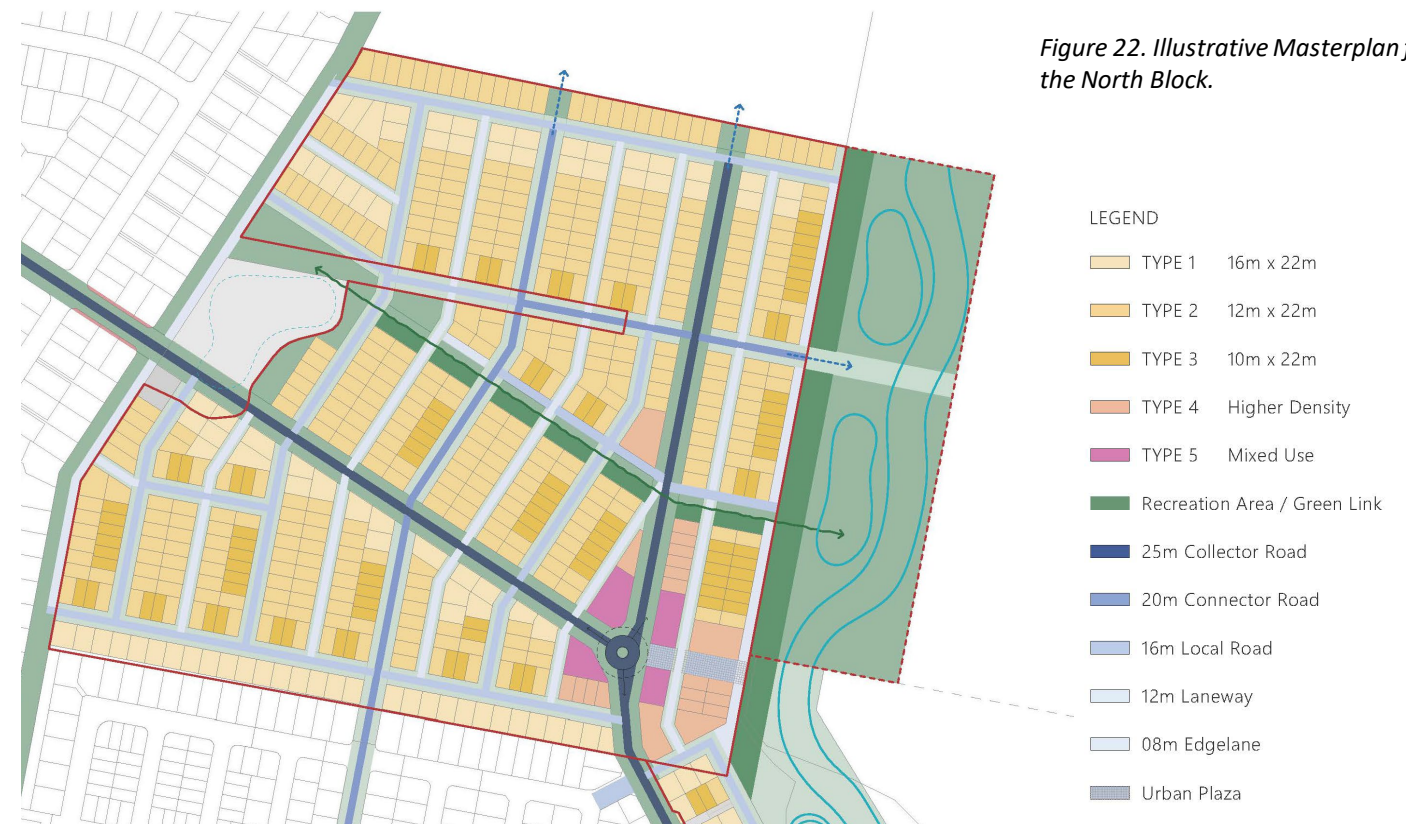 Figure 22. Illustrative Masterplan
the North Block.
LEGEND
TYPE 1 16m x 22m
TYPE 2 12m x 22m
TYPE 3 10m x 22m
TYPE 4 Higher Density
TYPE 5 Mixed Use
Recreation Area / Green Link
25m Collector Road
20m Connector Road
16m Local Road
12m Laneway
08m Edgelane
Urban Plaza